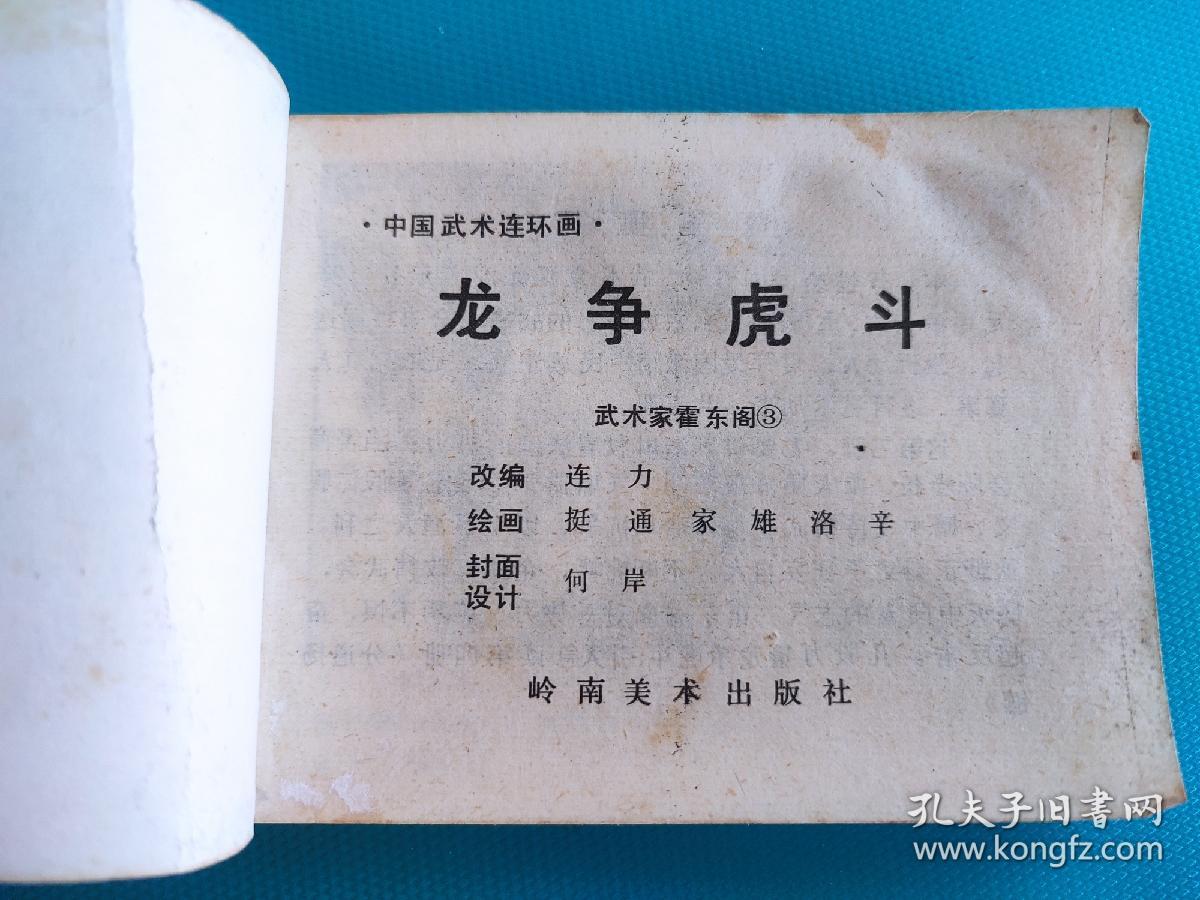 ·中国武术连环画·
龙争虎斗
武术家霍东阁③
改编 连力
绘画 挺通 家雄 洛辛
封面
设计 何岸
岭南美术出版社
孔夫子旧书网
www.kongfz.com